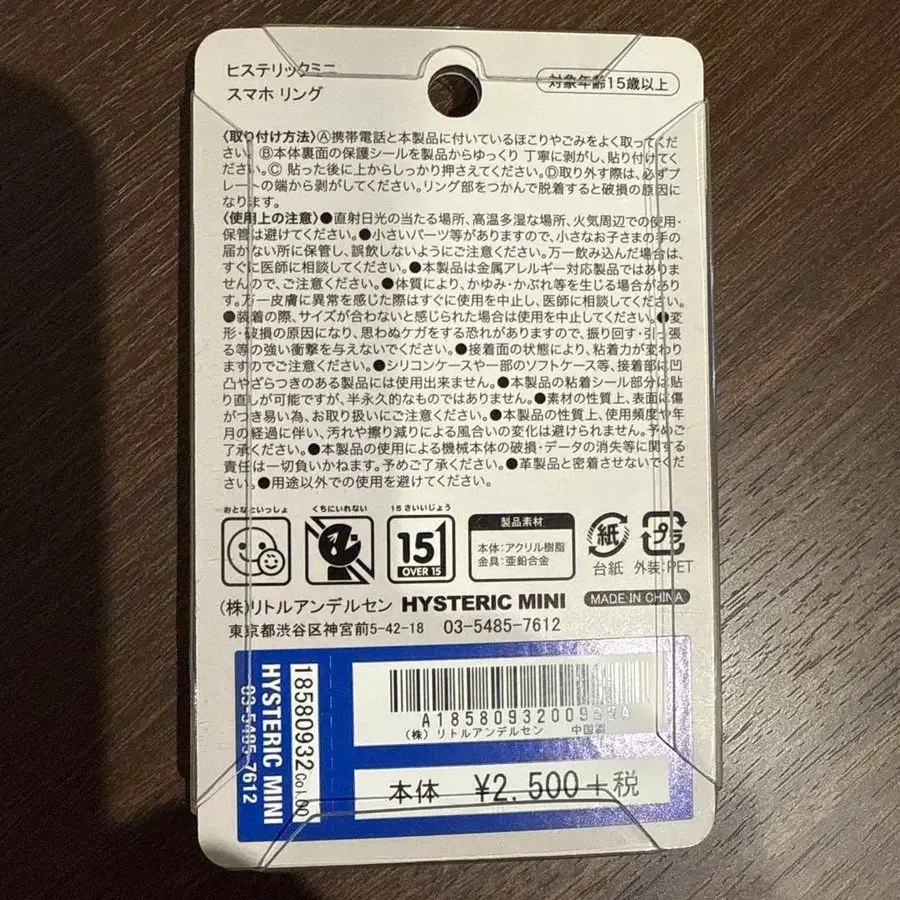 ヒステリックミニ
スマホ リング
対象年齢15歳以上
〈取り付け方法〉Ⓐ携帯電話と本製品に付いているほこりやごみをよく取ってくだ
さい。Ⓑ本体裏面の保護シールを製品からゆっくり 丁寧に剥がし、貼り付けてく
ださい。Ⓒ 貼った後に上からしっかり押さえてください。Ⓓ取り外す際は、必ずプ
レートの端から剥がしてください。リング部をつかんで脱着すると破損の原因に
なります。
〈使用上の注意〉●直射日光の当たる場所、高温多湿な場所、火気周辺での使用・
保管は避けてください。●小さいパーツ等がありますので、小さなお子さまの手の
届かない所に保管し、誤飲しないようにご注意ください。万一飲み込んだ場合は、
すぐに医師に相談してください。●本製品は金属アレルギー対応製品ではありま
せんので、ご注意ください。●体質により、かゆみ・かぶれ等を生じる場合があり
す。万一皮膚に異常を感じた際はすぐに使用を中止し、医師に相談してください。
●装着の際、サイズが合わないと感じられた場合は使用を中止してください。●変
形・破損の原因になり、思わぬケガをする恐れがありますので、振り回す・引っ張
る等の強い衝撃を与えないでください。●接着面の状態により、粘着力が変わり
ますのでご注意ください。●シリコンケースや一部のソフトケース等、接着部に凹
凸やざらつきのある製品には使用出来ません。●本製品の粘着シール部分は貼
り直しが可能ですが、半永久的なものではありません。●素材の性質上、表面に傷
がつき易い為、お取り扱いにご注意ください。●本製品の性質上、使用頻度や年
月の経過に伴い、汚れや擦り減りによる風合いの変化は避けられません。予めご
了承ください。●本製品の使用による機械本体の破損・データの消失等に関する
責任は一切負いかねます。予めご了承ください。●革製品と密着させないでくだ
さい。●用途以外での使用を避けてください。
おとなといっしょ
くちにいれない
15 さいいじょう
15
OVER 15
製品素材
本体:アクリル樹脂
金具:亜鉛合金
紙
台紙
プラ
外装:PET
(株)リトルアンデルセン HYSTERIC MINI
MADE IN CHINA
東京都渋谷区神宮前5-42-18 03-5485-7612
HYSTERIC MINI
03-5485-7612
18580932 Col.00
(株) リトルアンデルセン 中国製
本体 ¥2,500+税